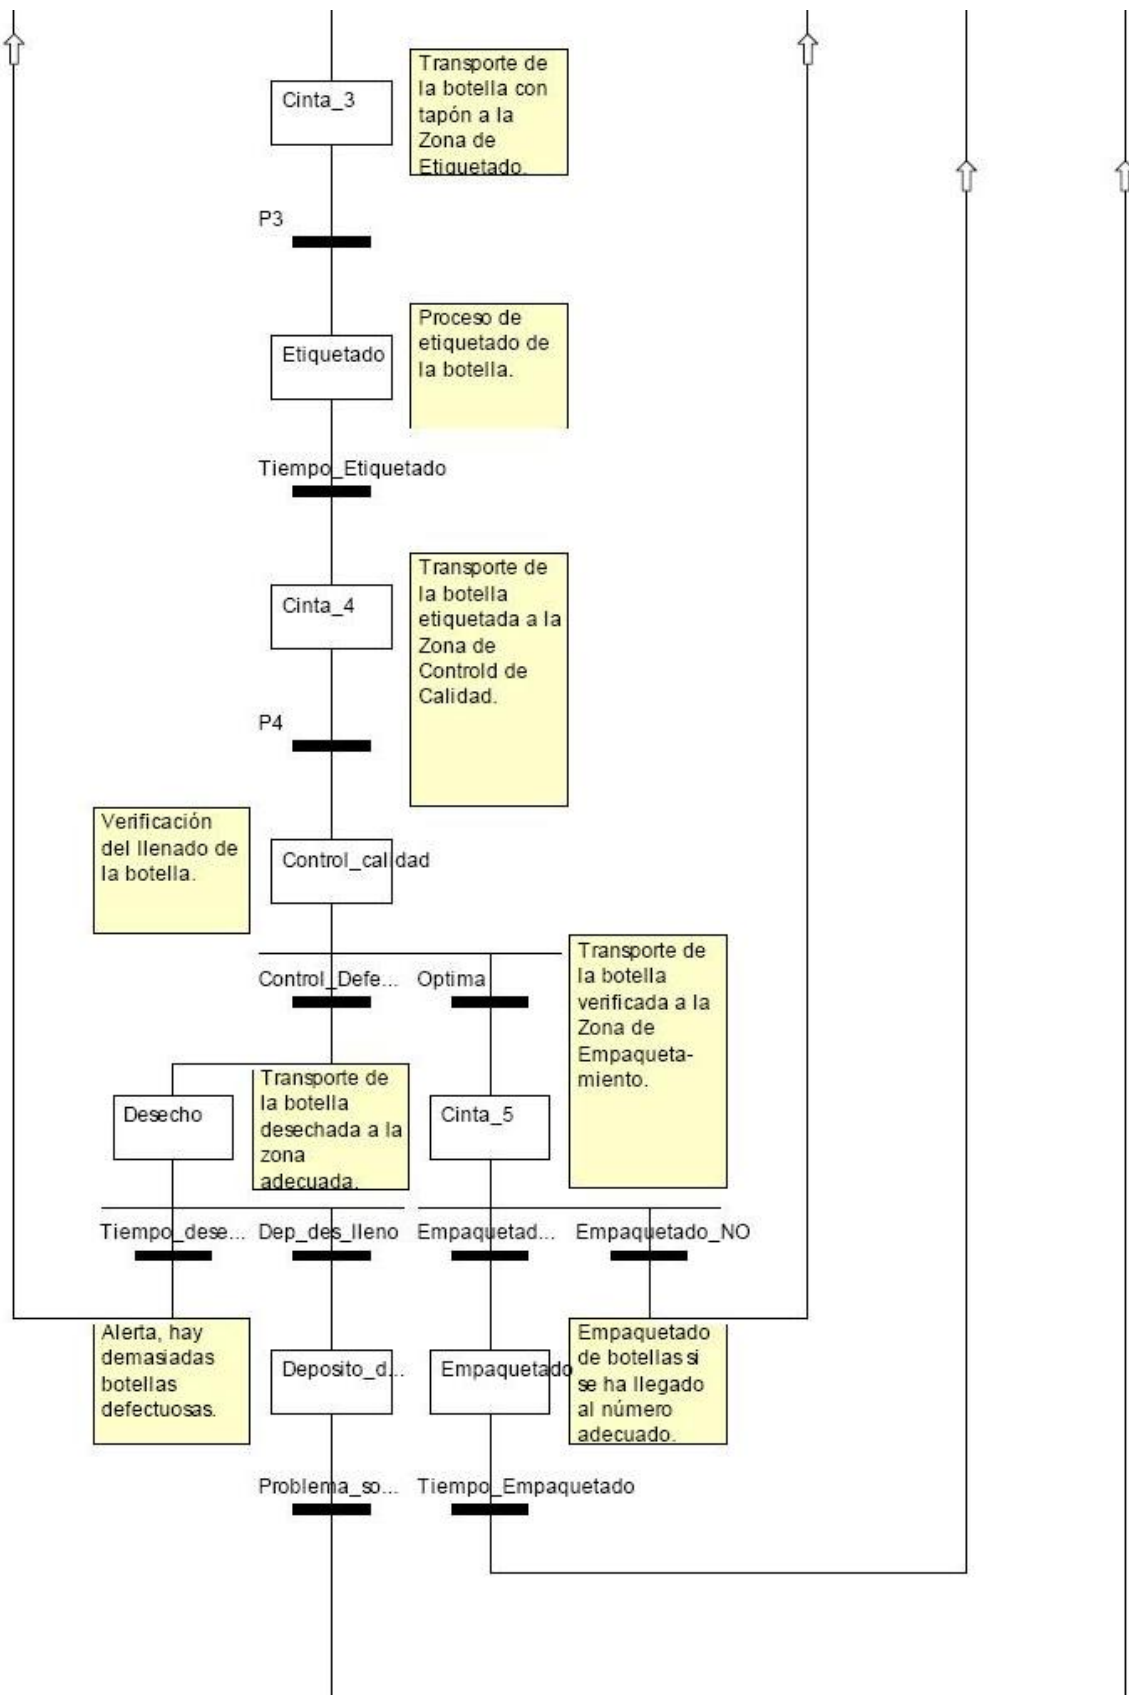 Cinta_3
Transporte de
la botella con
tapón a la
Zona de
Etiquetado.
P3
Etiquetado
Proceso de
etiquetado de
la botella.
Tiempo_Etiquetado
Cinta_4
Transporte de
la botella
etiquetada a la
Zona de
Controld de
Calidad.
P4
Verificación
del llenado de
la botella.
Control_calidad
Control_Defe...
Optima
Transporte de
la botella
verificada a la
Zona de
Empaqueta-
miento.
Desecho
Transporte de
la botella
desechada a la
zona
adecuada.
Cinta_5
Tiempo_dese...
Dep_des_lleno
Empaquetad...
Empaquetado_NO
Alerta, hay
demasiadas
botellas
defectuosas.
Deposito_d...
Empaquetado
Empaquetado
de botellas si
se ha llegado
al número
adecuado.
Problema_so...
Tiempo_Empaquetado